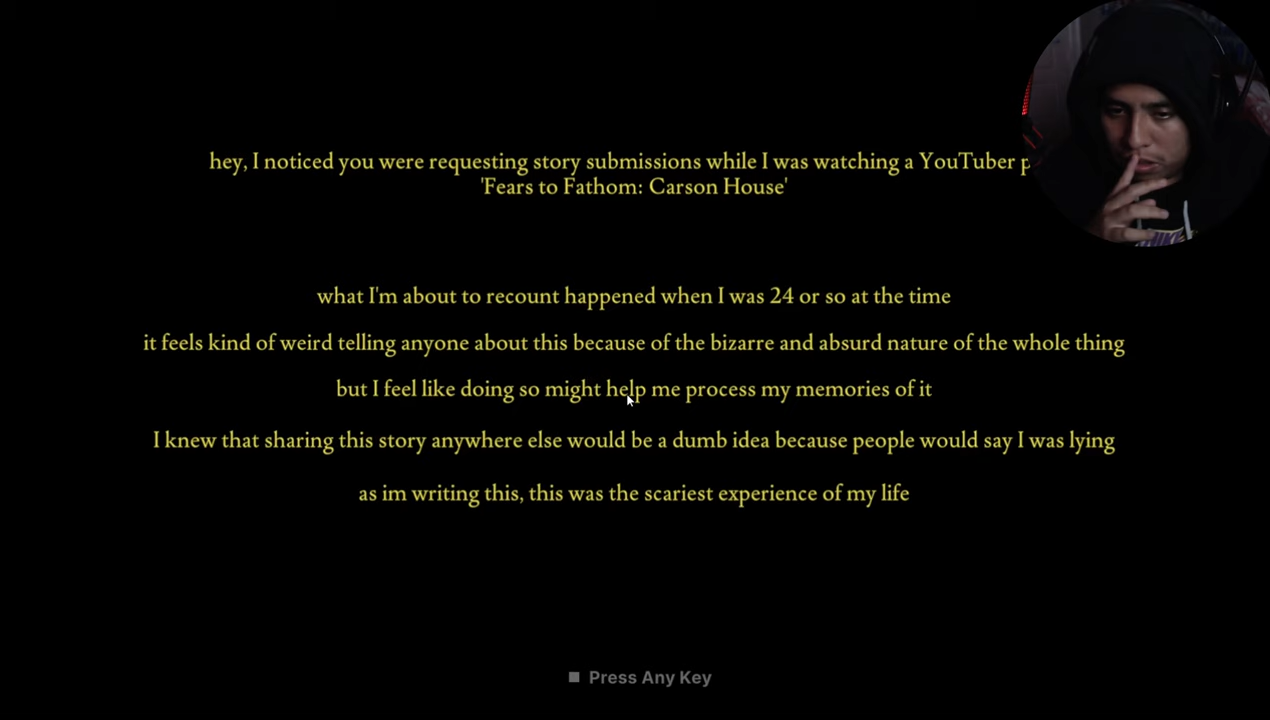 hey, I noticed you were requesting story submissions while I was watching a YouTuber
'Fears to Fathom: Carson House'
what I'm about to recount happened when I was 24 or so at the time
it feels kind of weird telling anyone about this because of the bizarre and absurd nature of the whole thing
but I feel like doing so might help me process my memories of it
I knew that sharing this story anywhere else would be a dumb idea because people would say I was lying
as im writing this, this was the scariest experience of my life
Press Any Key